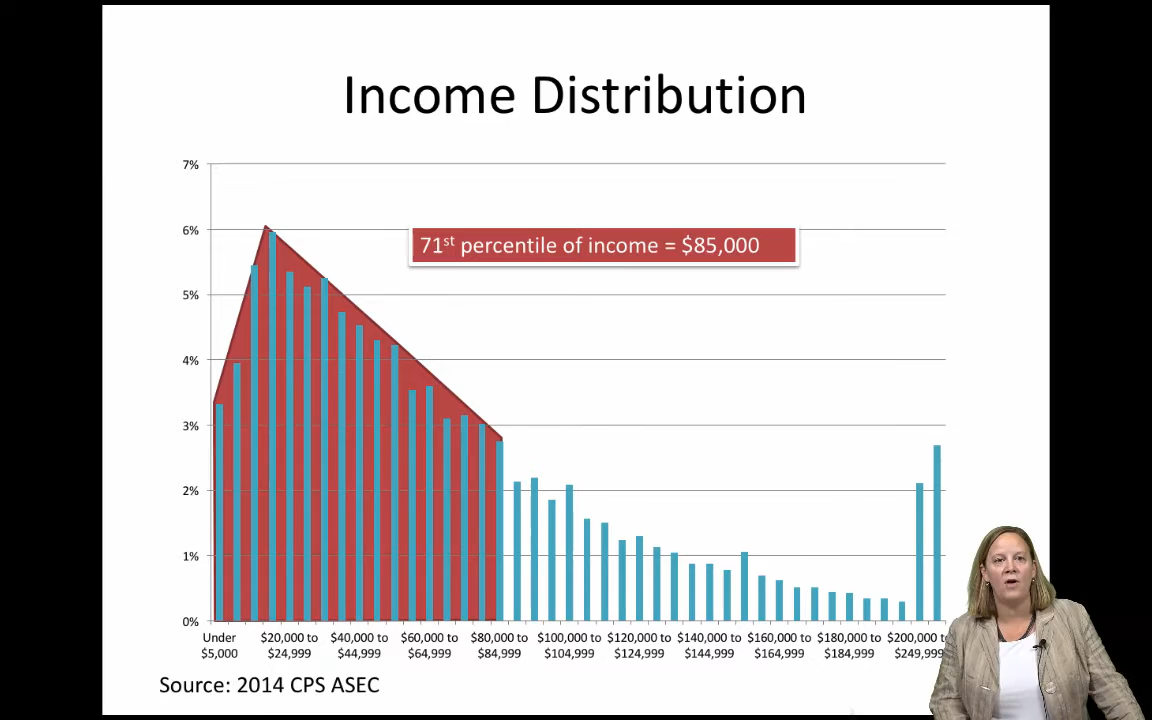 Income Distribution
7%
71st percentile of income = $85,000
6%
5%
4%
3%
2%
1%
0%
Under $5,000
$20,000 to $24,999
$40,000 to $44,999
$60,000 to $64,999
$80,000 to $84,999
$100,000 to $104,999
$120,000 to $124,999
$140,000 to $144,999
$160,000 to $164,999
$180,000 to $184,999
$200,000 to $249,999
Source: 2014 CPS ASEC